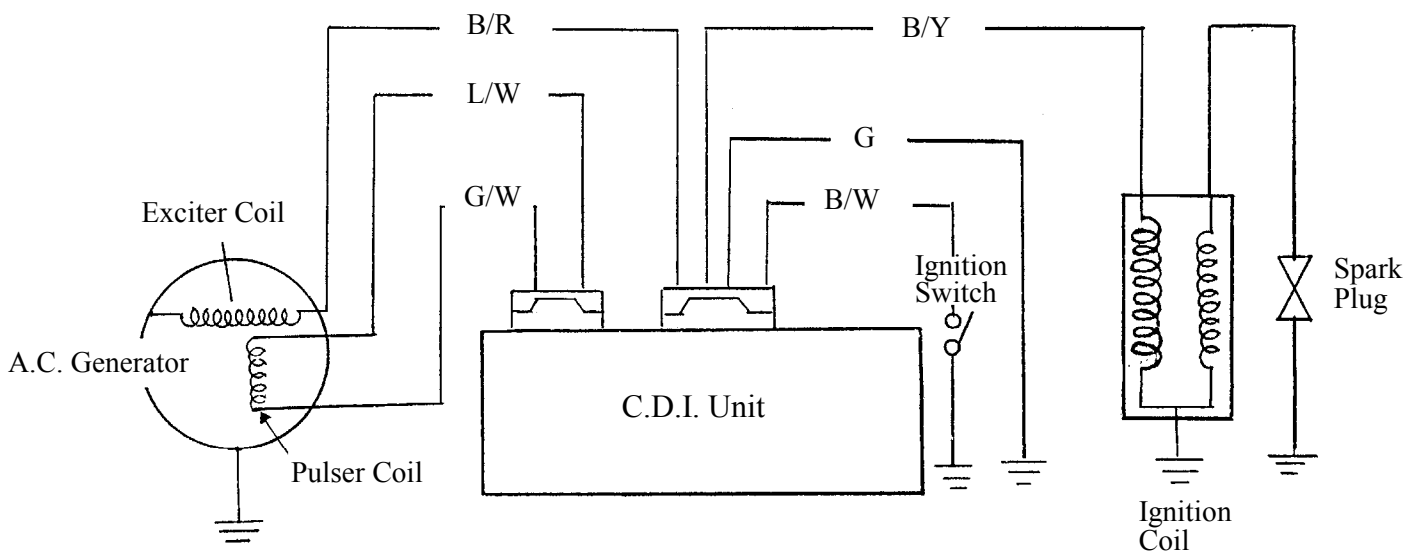 B/R
B/Y
L/W
G
G/W
B/W
Exciter Coil
Ignition
Switch
Spark
Plug
A.C. Generator
C.D.I. Unit
Pulser Coil
Ignition
Coil